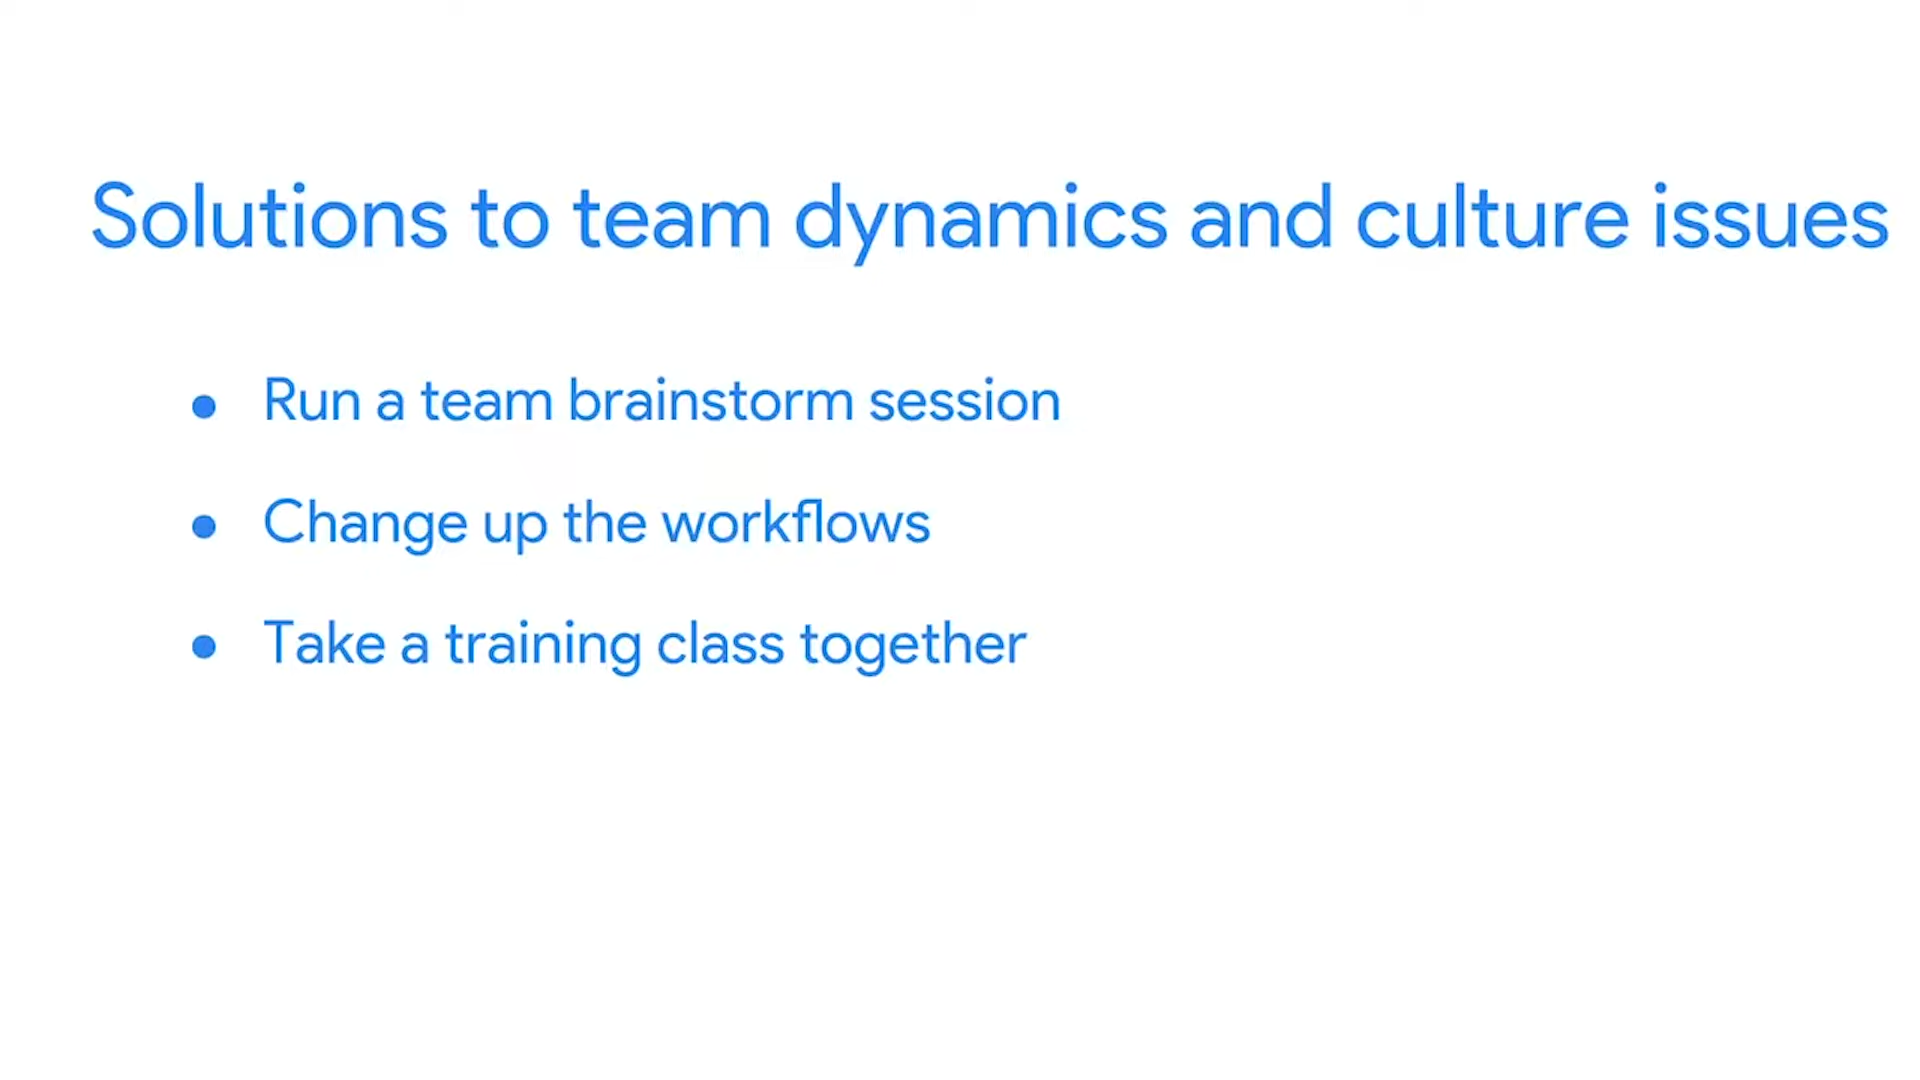 Solutions to team dynamics and culture issues
● Run a team brainstorm session
● Change up the workflows
● Take a training class together